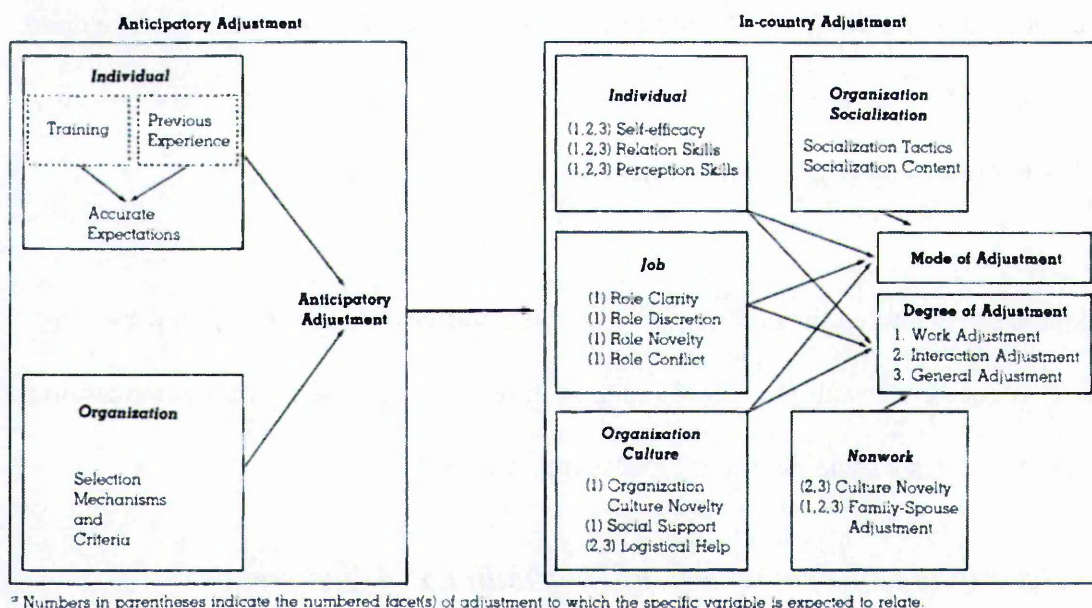 Anticipatory Adjustment
Individual
Training
Previous
Experience
Accurate
Expectations
Organization
Selection
Mechanisms
and
Criteria
Anticipatory
Adjustment
In-country Adjustment
Individual
(1,2,3) Self-efficacy
(1,2,3) Relation Skills
(1,2,3) Perception Skills
Organization
Socialization
Socialization Tactics
Socialization Content
Job
(1) Role Clarity
(1) Role Discretion
(1) Role Novelty
(1) Role Conflict
Mode of Adjustment
Degree of Adjustment
1. Work Adjustment
2. Interaction Adjustment
3. General Adjustment
Organization
Culture
(1) Organization
Culture Novelty
(1) Social Support
(2,3) Logistical Help
Nonwork
(2,3) Culture Novelty
(1,2,3) Family-Spouse
Adjustment
a Numbers in parentheses indicate the numbered facet(s) of adjustment to which the specific variable is expected to relate.